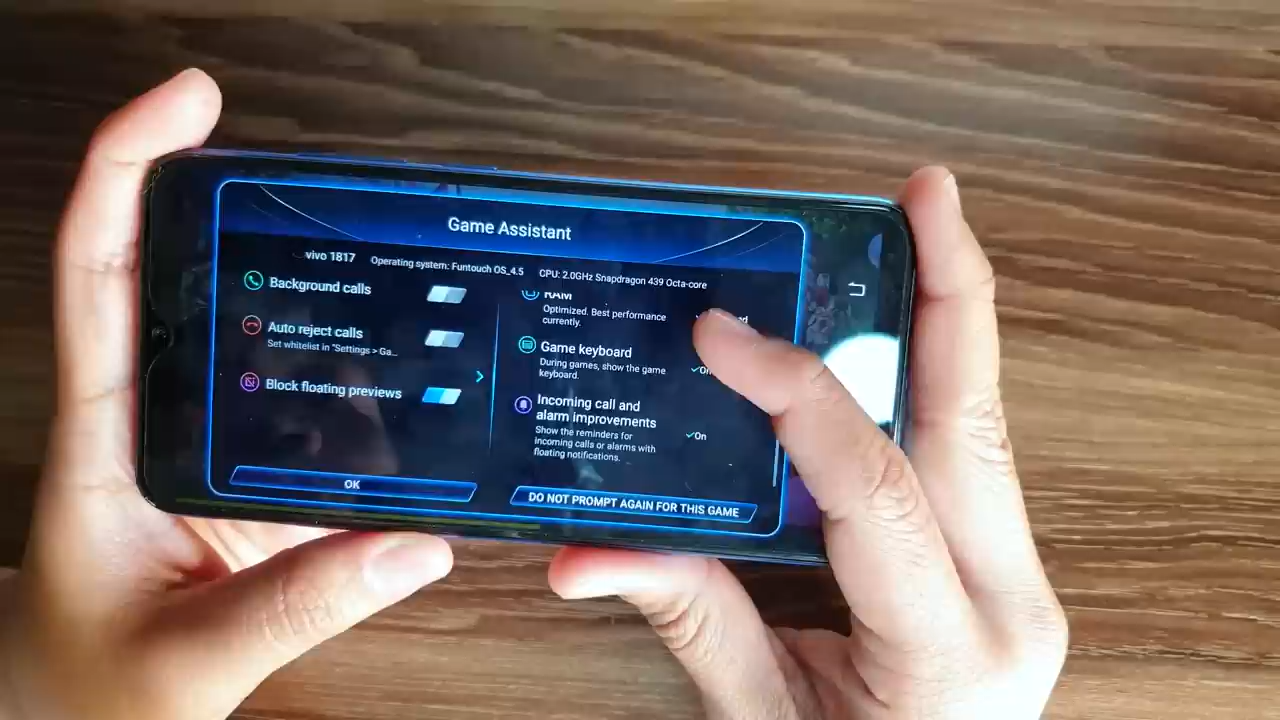 Game Assistant
vivo 1817 Operating system: Funtouch OS_4.5 CPU: 2.0GHz Snapdragon 439 Octa-core
Background calls
Auto reject calls
Set whitelist in "Settings > Ga...
Block floating previews
RAM
Optimized. Best performance
currently.
Game keyboard
During games, show the game
keyboard.
On
Incoming call and
alarm improvements
Show the reminders for
incoming calls or alarms with
floating notifications.
On
OK
DO NOT PROMPT AGAIN FOR THIS GAME